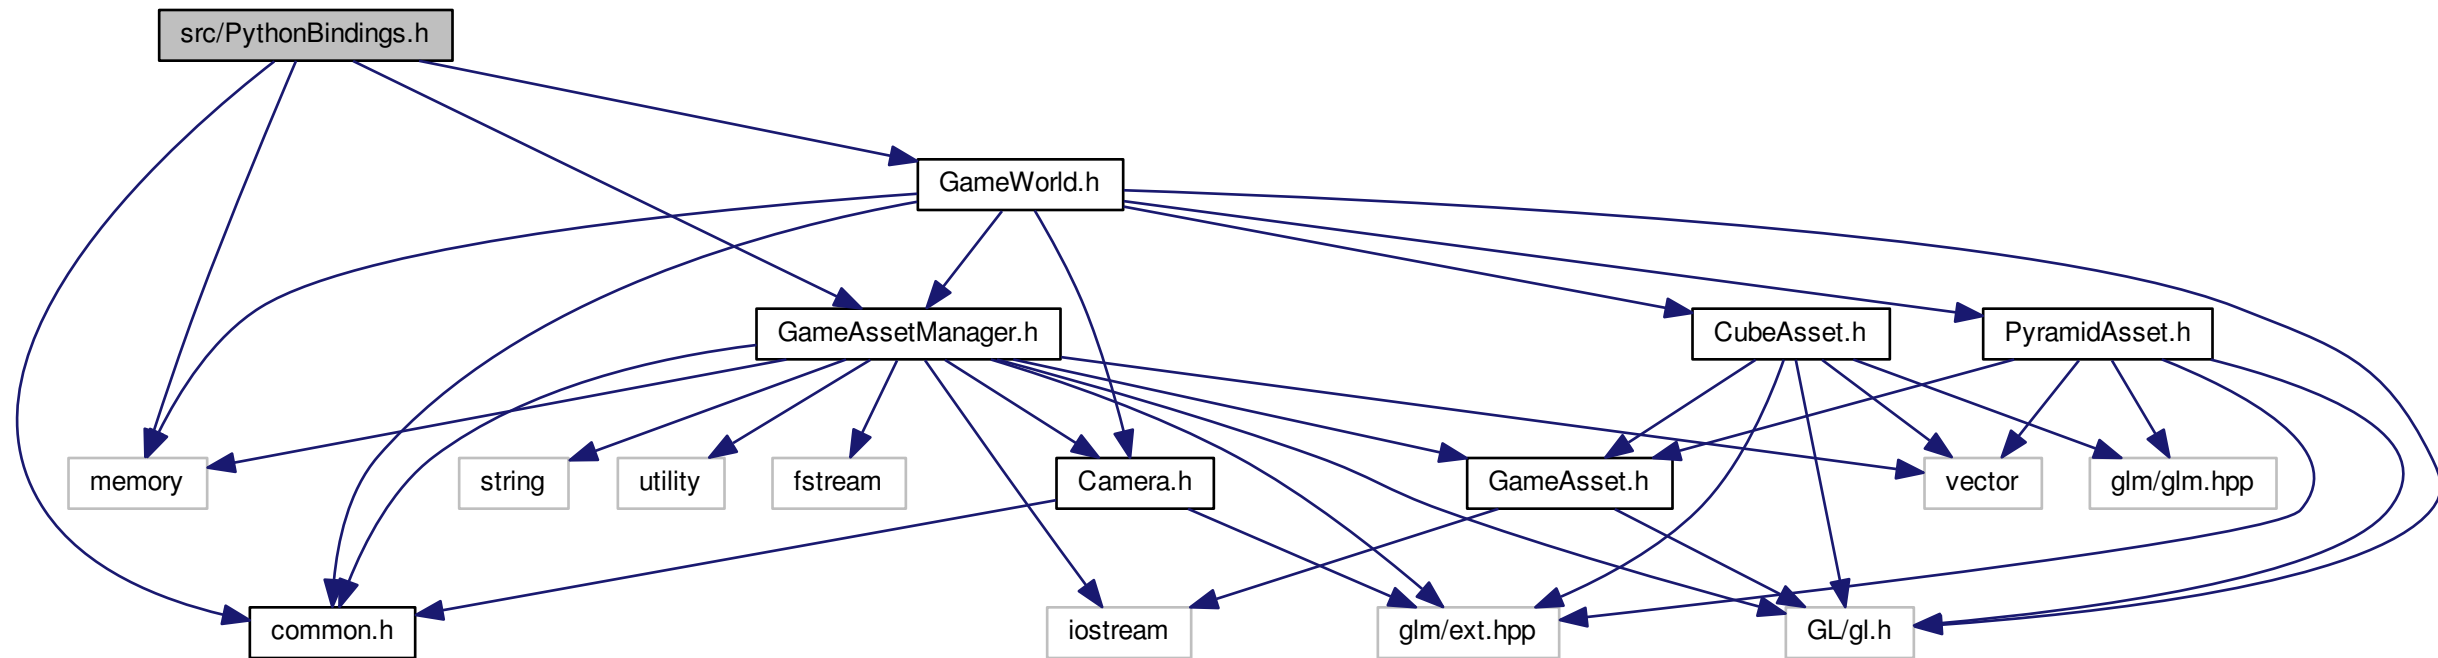 src/PythonBindings.h
GameWorld.h
GameAssetManager.h
CubeAsset.h
PyramidAsset.h
memory
string
utility
fstream
Camera.h
GameAsset.h
vector
glm/glm.hpp
common.h
iostream
glm/ext.hpp
GL/gl.h